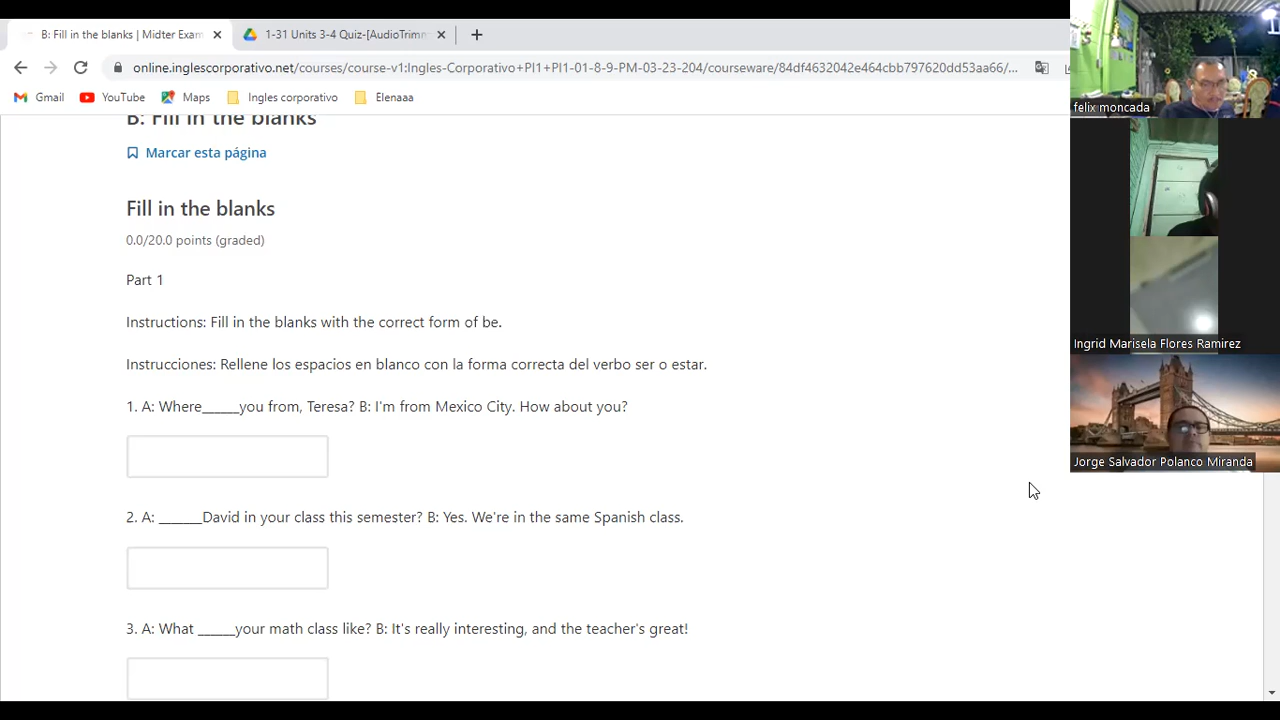 B: Fill in the blanks | Midter Exam
1-31 Units 3-4 Quiz-[AudioTrimm
online.inglescorporativo.net/courses/course-v1:Ingles-Corporativo+PI1+PI1-01-8-9-PM-03-23-204/courseware/84df4632042e464cbb797620dd53aa66/...
Gmail YouTube Maps Ingles corporativo Elenaaa
B: Fill in the blanks
Marcar esta página
Fill in the blanks
0.0/20.0 points (graded)
Part 1
Instructions: Fill in the blanks with the correct form of be.
Instrucciones: Rellene los espacios en blanco con la forma correcta del verbo ser o estar.
1. A: Where______you from, Teresa? B: I'm from Mexico City. How about you?
2. A: _______David in your class this semester? B: Yes. We're in the same Spanish class.
3. A: What ______your math class like? B: It's really interesting, and the teacher's great!
felix moncada
Ingrid Marisela Flores Ramirez
Jorge Salvador Polanco Miranda